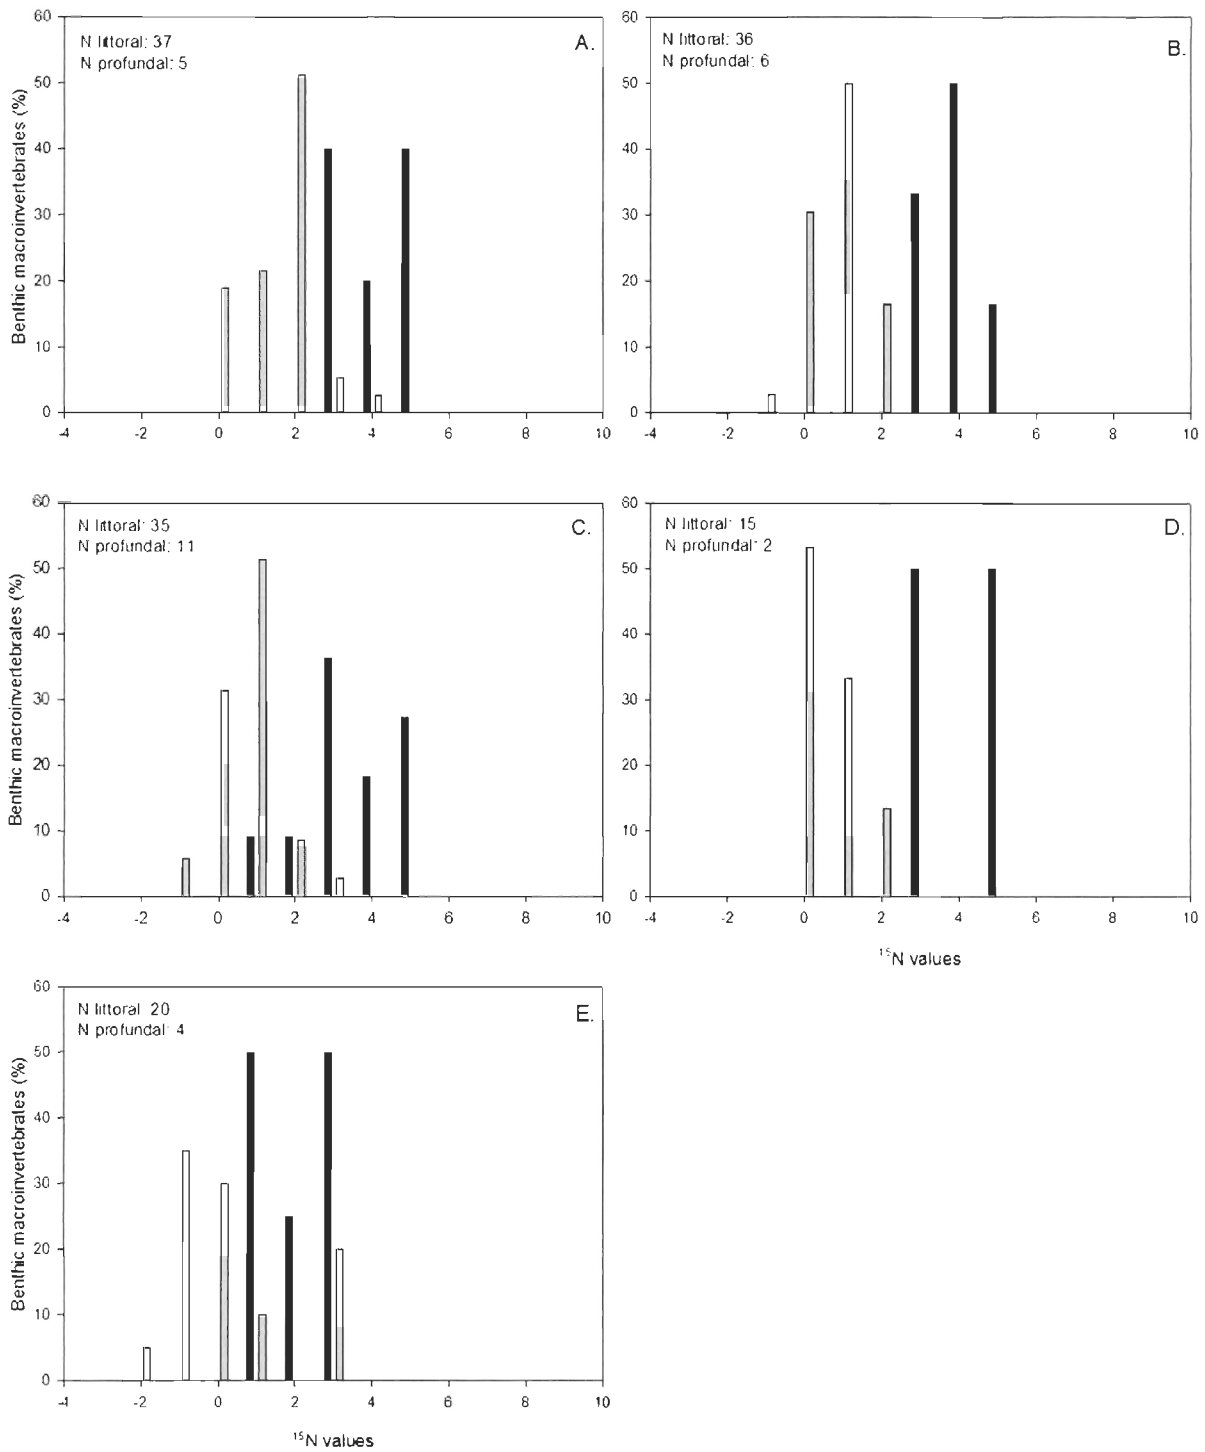 N littoral: 37
N profundal: 5
A.
Benthic macroinvertebrates (%)
60
50
40
30
20
10
0
-4 -2 0 2 4 6 8 10
N littoral: 36
N profundal: 6
B.
60
50
40
30
20
10
0
-4 -2 0 2 4 6 8 10
N littoral: 35
N profundal: 11
C.
Benthic macroinvertebrates (%)
60
50
40
30
20
10
0
-4 -2 0 2 4 6 8 10
N littoral: 15
N profundal: 2
D.
60
50
40
30
20
10
0
-4 -2 0 2 4 6 8 10
¹⁵N values
N littoral: 20
N profundal: 4
E.
Benthic macroinvertebrates (%)
60
50
40
30
20
10
0
-4 -2 0 2 4 6 8 10
¹⁵N values